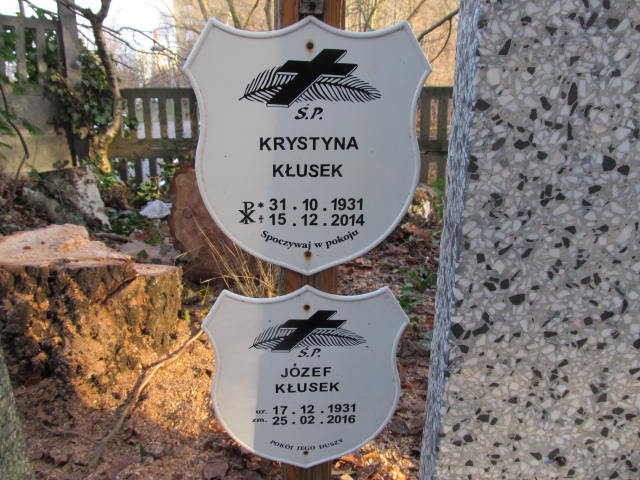 Ś.P.
KRYSTYNA
KŁUSEK
* 31.10.1931
† 15.12.2014
Spoczywaj w pokoju
Ś.P.
JÓZEF
KŁUSEK
ur. 17.12.1931
zm. 25.02.2016
POKÓJ JEGO DUSZY